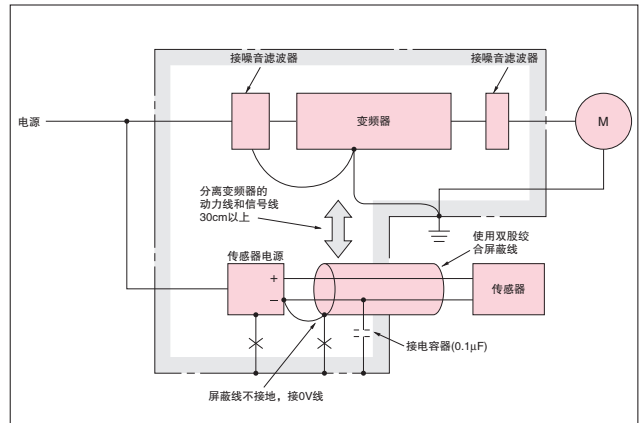 接噪音滤波器
接噪音滤波器
电源
变频器
M
分离变频器的
动力线和信号线
30cm以上
使用双股绞
合屏蔽线
传感器电源
+
−
传感器
接电容器(0.1μF)
屏蔽线不接地，接0V线